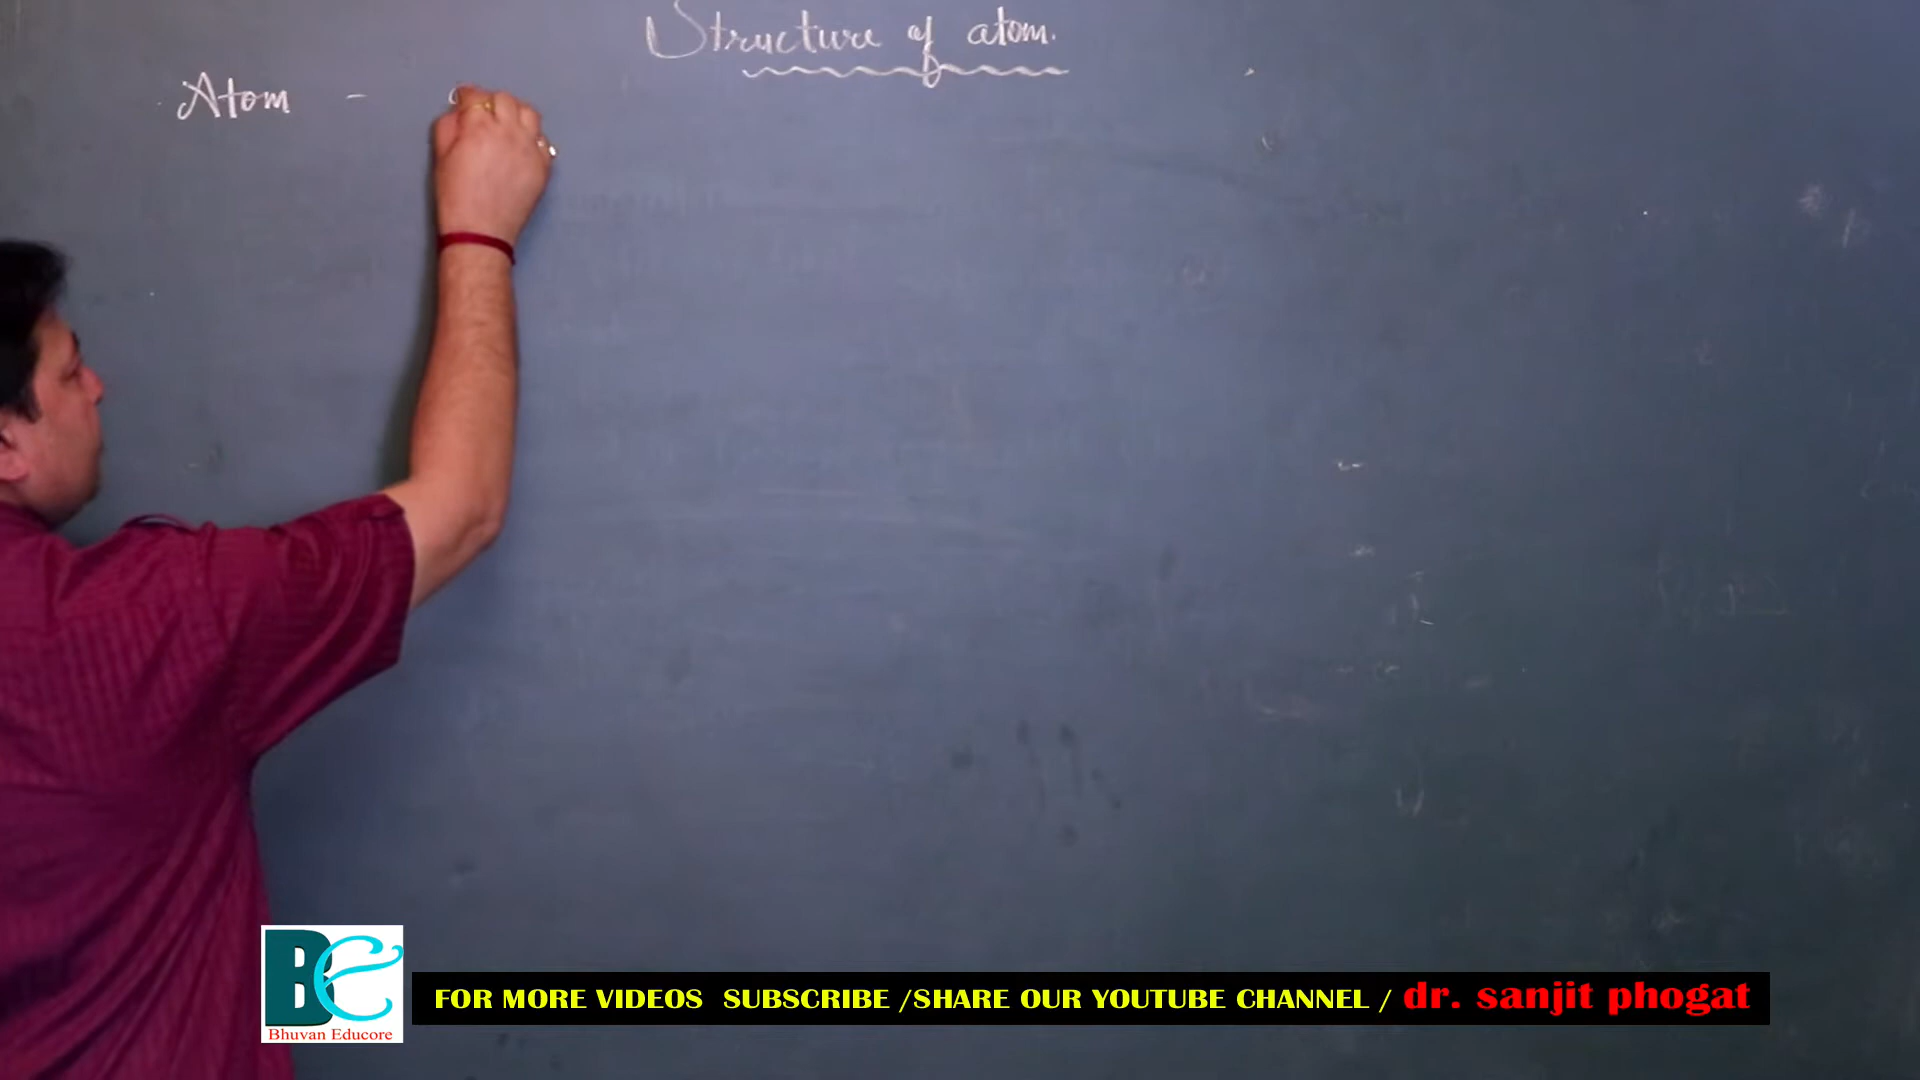 Structure of atom.
Atom -
Bhuvan Educore
FOR MORE VIDEOS SUBSCRIBE /SHARE OUR YOUTUBE CHANNEL / dr. sanjit phogat